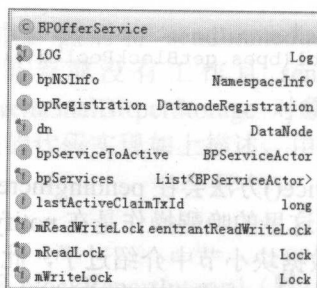 BPOfferService
LOG Log
bpNSInfo NamespaceInfo
bpRegistration DatanodeRegistration
dn DataNode
bpServiceToActive BPServiceActor
bpServices List<BPServiceActor>
lastActiveClaimTxId long
mReadWriteLock eentrantReadWriteLock
mReadLock Lock
mWriteLock Lock